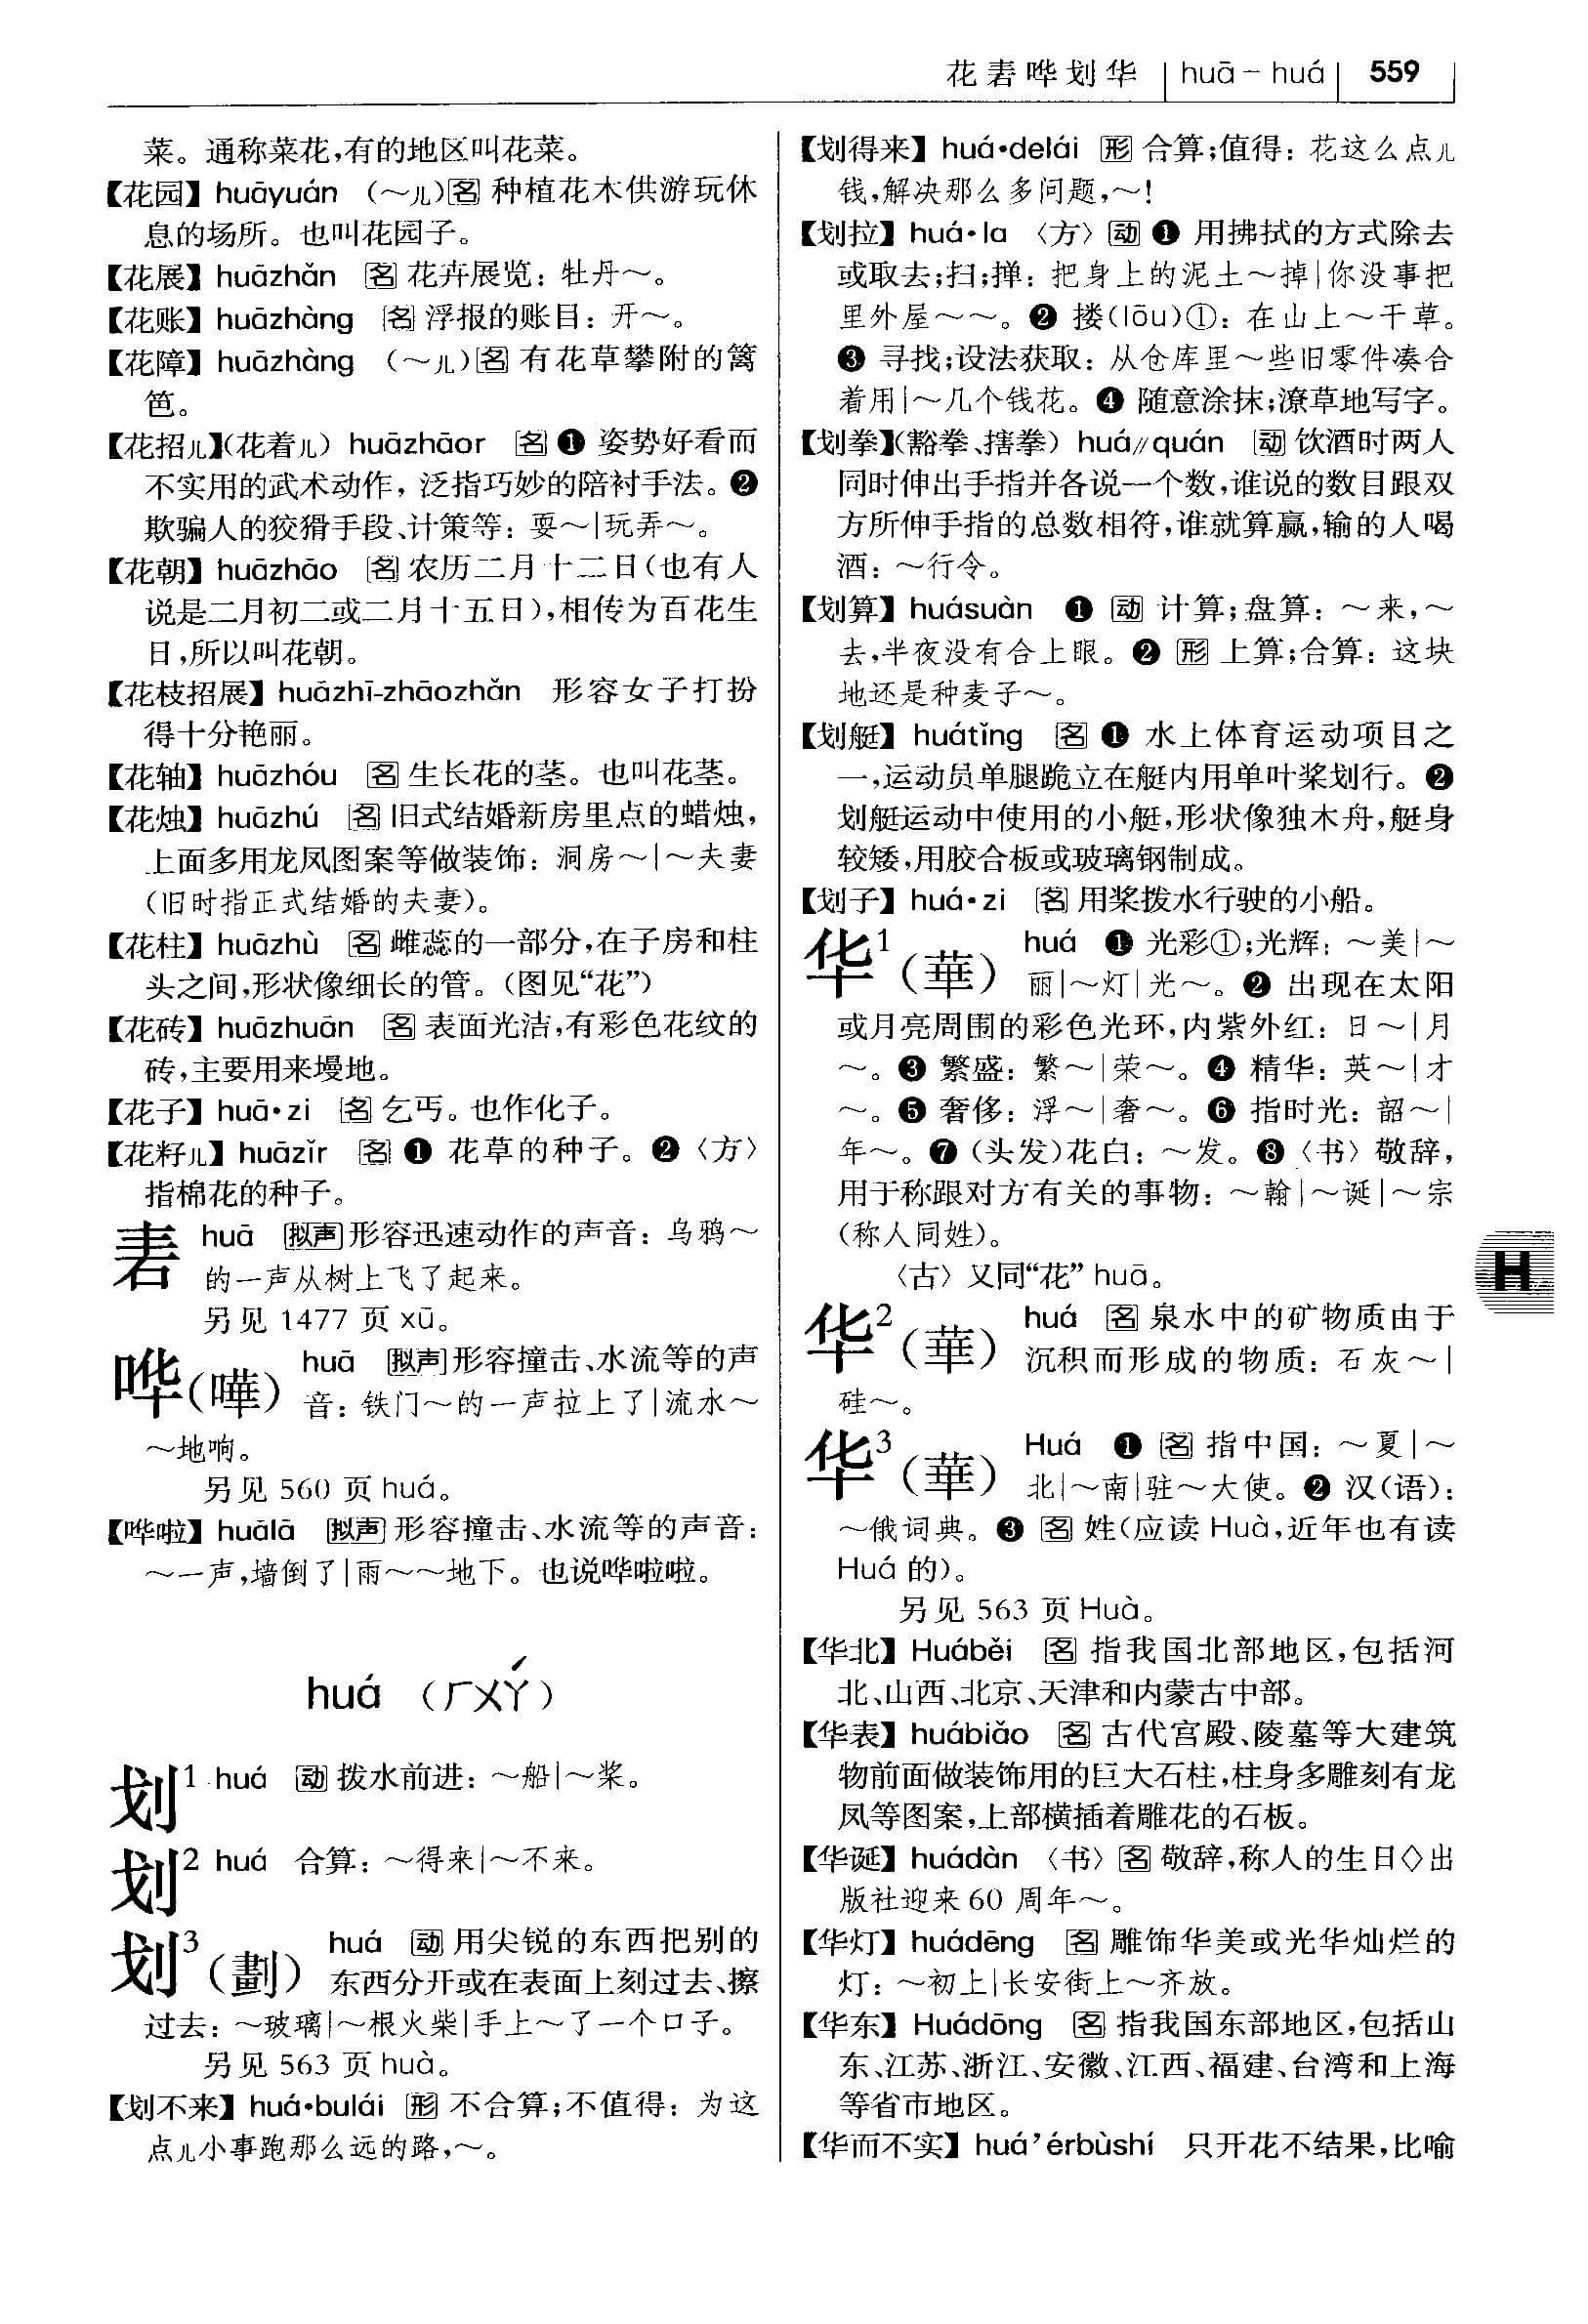 花砉哗划华 huā－huá 559
菜。通称菜花,有的地区叫花菜。
【花园】huāyuán （～儿)名 种植花木供游玩休
息的场所。也叫花园子。
【花展】huāzhǎn 名 花卉展览：牡丹～。
【花账】huāzhàng 名 浮报的账目：开～。
【花障】huāzhàng （～儿)名 有花草攀附的篱
笆。
【花招儿】(花着儿) huāzhāor 名 ❶ 姿势好看而
不实用的武术动作，泛指巧妙的陪衬手法。❷
欺骗人的狡猾手段、计策等：耍～|玩弄～。
【花朝】huāzhāo 名 农历二月十二日(也有人
说是二月初二或二月十五日),相传为百花生
日,所以叫花朝。
【花枝招展】huāzhī-zhāozhǎn 形容女子打扮
得十分艳丽。
【花轴】huāzhóu 名 生长花的茎。也叫花茎。
【花烛】huāzhú 名 旧式结婚新房里点的蜡烛,
上面多用龙凤图案等做装饰：洞房～|～夫妻
(旧时指正式结婚的夫妻)。
【花柱】huāzhù 名 雌蕊的一部分,在子房和柱
头之间,形状像细长的管。(图见“花”)
【花砖】huāzhuān 名 表面光洁,有彩色花纹的
砖,主要用来墁地。
【花子】huā•zi 名 乞丐。也作化子。
【花籽儿】huāzǐr 名 ❶ 花草的种子。❷〈方〉
指棉花的种子。
砉 huā 拟声 形容迅速动作的声音：乌鸦～
的一声从树上飞了起来。
另见 1477 页 xū。
哗(嘩) huā 拟声 形容撞击、水流等的声
音：铁门～的一声拉上了|流水～
～地响。
另见 560 页 huá。
【哗啦】huālā 拟声 形容撞击、水流等的声音：
～一声,墙倒了|雨～～地下。也说哗啦啦。
huá （ㄏㄨㄚˊ）
划1 huá 动 拨水前进：～船|～桨。
划2 huá 合算：～得来|～不来。
划3（劃） huá 动 用尖锐的东西把别的
东西分开或在表面上刻过去、擦
过去：～玻璃|～根火柴|手上～了一个口子。
另见 563 页 huà。
【划不来】huá•bulái 形 不合算;不值得：为这
点儿小事跑那么远的路,～。
【划得来】huá•delái 形 合算;值得：花这么点儿
钱,解决那么多问题,～!
【划拉】huá•la 〈方〉动 ❶ 用拂拭的方式除去
或取去;扫;掸：把身上的泥土～掉|你没事把
里外屋～～。❷ 搂(lōu)①：在山上～干草。
❸ 寻找;设法获取：从仓库里～些旧零件凑合
着用|～几个钱花。❹ 随意涂抹;潦草地写字。
【划拳】(豁拳、搳拳) huá//quán 动 饮酒时两人
同时伸出手指并各说一个数,谁说的数目跟双
方所伸手指的总数相符,谁就算赢,输的人喝
酒：～行令。
【划算】huásuàn ❶ 动 计算;盘算：～来,～
去,半夜没有合上眼。❷ 形 上算;合算：这块
地还是种麦子～。
【划艇】huátǐng 名 ❶ 水上体育运动项目之
一,运动员单腿跪立在艇内用单叶桨划行。❷
划艇运动中使用的小艇,形状像独木舟,艇身
较矮,用胶合板或玻璃钢制成。
【划子】huá•zi 名 用桨拨水行驶的小船。
华1（華） huá ❶ 光彩①;光辉：～美|～
丽|～灯|光～。❷ 出现在太阳
或月亮周围的彩色光环,内紫外红：日～|月
～。❸ 繁盛：繁～|荣～。❹ 精华：英～|才
～。❺ 奢侈：浮～|奢～。❻ 指时光：韶～|
年～。❼ (头发)花白：～发。❽〈书〉敬辞,
用于称跟对方有关的事物：～翰|～诞|～宗
(称人同姓)。
〈古〉又同“花” huā。
华2（華） huá 名 泉水中的矿物质由于
沉积而形成的物质：石灰～|
硅～。
华3（華） Huá ❶ 名 指中国：～夏|～
北|～南|驻～大使。❷ 汉(语)：
～俄词典。❸ 名 姓(应读 Huà,近年也有读
Huá 的)。
另见 563 页 Huà。
【华北】Huáběi 名 指我国北部地区,包括河
北、山西、北京、天津和内蒙古中部。
【华表】huábiǎo 名 古代宫殿、陵墓等大建筑
物前面做装饰用的巨大石柱,柱身多雕刻有龙
凤等图案,上部横插着雕花的石板。
【华诞】huádàn 〈书〉名 敬辞,称人的生日◇出
版社迎来 60 周年～。
【华灯】huádēng 名 雕饰华美或光华灿烂的
灯：～初上|长安街上～齐放。
【华东】Huádōng 名 指我国东部地区,包括山
东、江苏、浙江、安徽、江西、福建、台湾和上海
等省市地区。
【华而不实】huá’érbùshí 只开花不结果,比喻
H